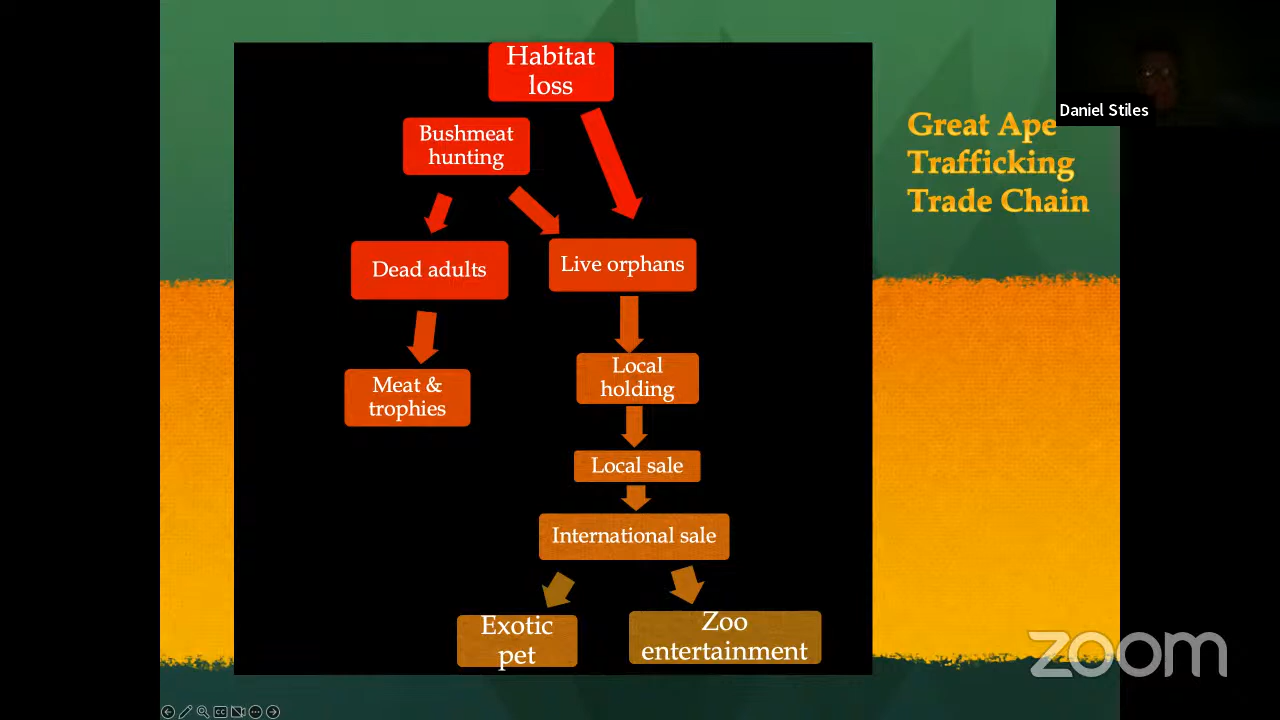 Habitat
loss
Bushmeat
hunting
Dead adults
Live orphans
Meat &
trophies
Local
holding
Local sale
International sale
Exotic
pet
Zoo
entertainment
Great Ape
Trafficking
Trade Chain
Daniel Stiles
zoom